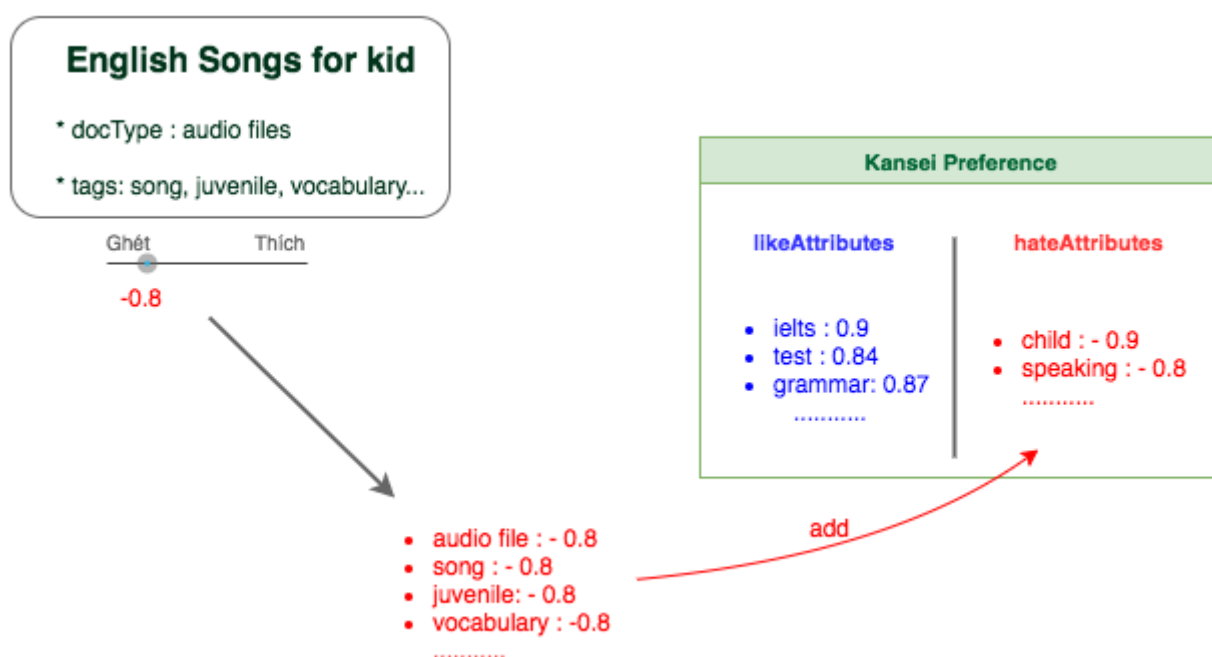 English Songs for kid
* docType : audio files
* tags: song, juvenile, vocabulary...
Ghét Thích
-0.8
Kansei Preference
likeAttributes
• ielts : 0.9
• test : 0.84
• grammar: 0.87
...........
hateAttributes
• child : - 0.9
• speaking : - 0.8
...........
• audio file : - 0.8
• song : - 0.8
• juvenile: - 0.8
• vocabulary : -0.8
...........
add